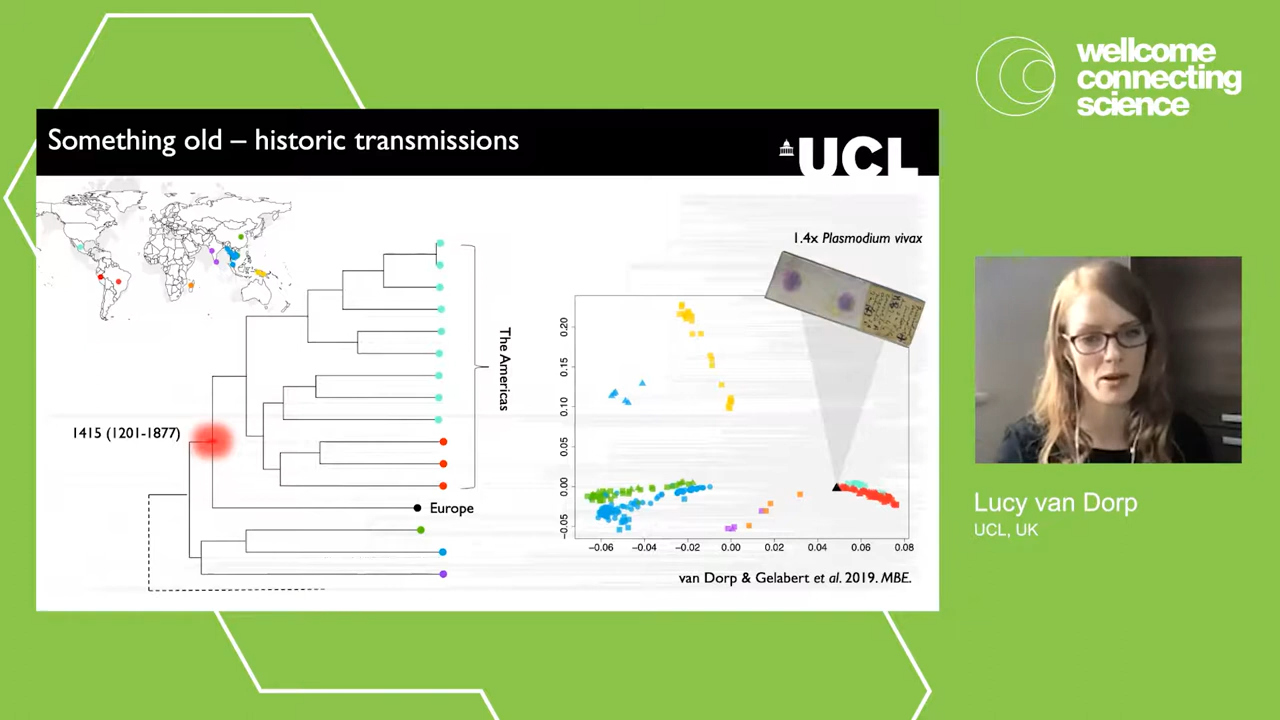 wellcome
connecting
science
Something old – historic transmissions
UCL
1.4x Plasmodium vivax
The Americas
1415 (1201-1877)
Europe
0.20
0.15
0.10
0.05
0.00
-0.05
−0.06 −0.04 −0.02 0.00 0.02 0.04 0.06 0.08
van Dorp & Gelabert et al. 2019. MBE.
Lucy van Dorp
UCL, UK